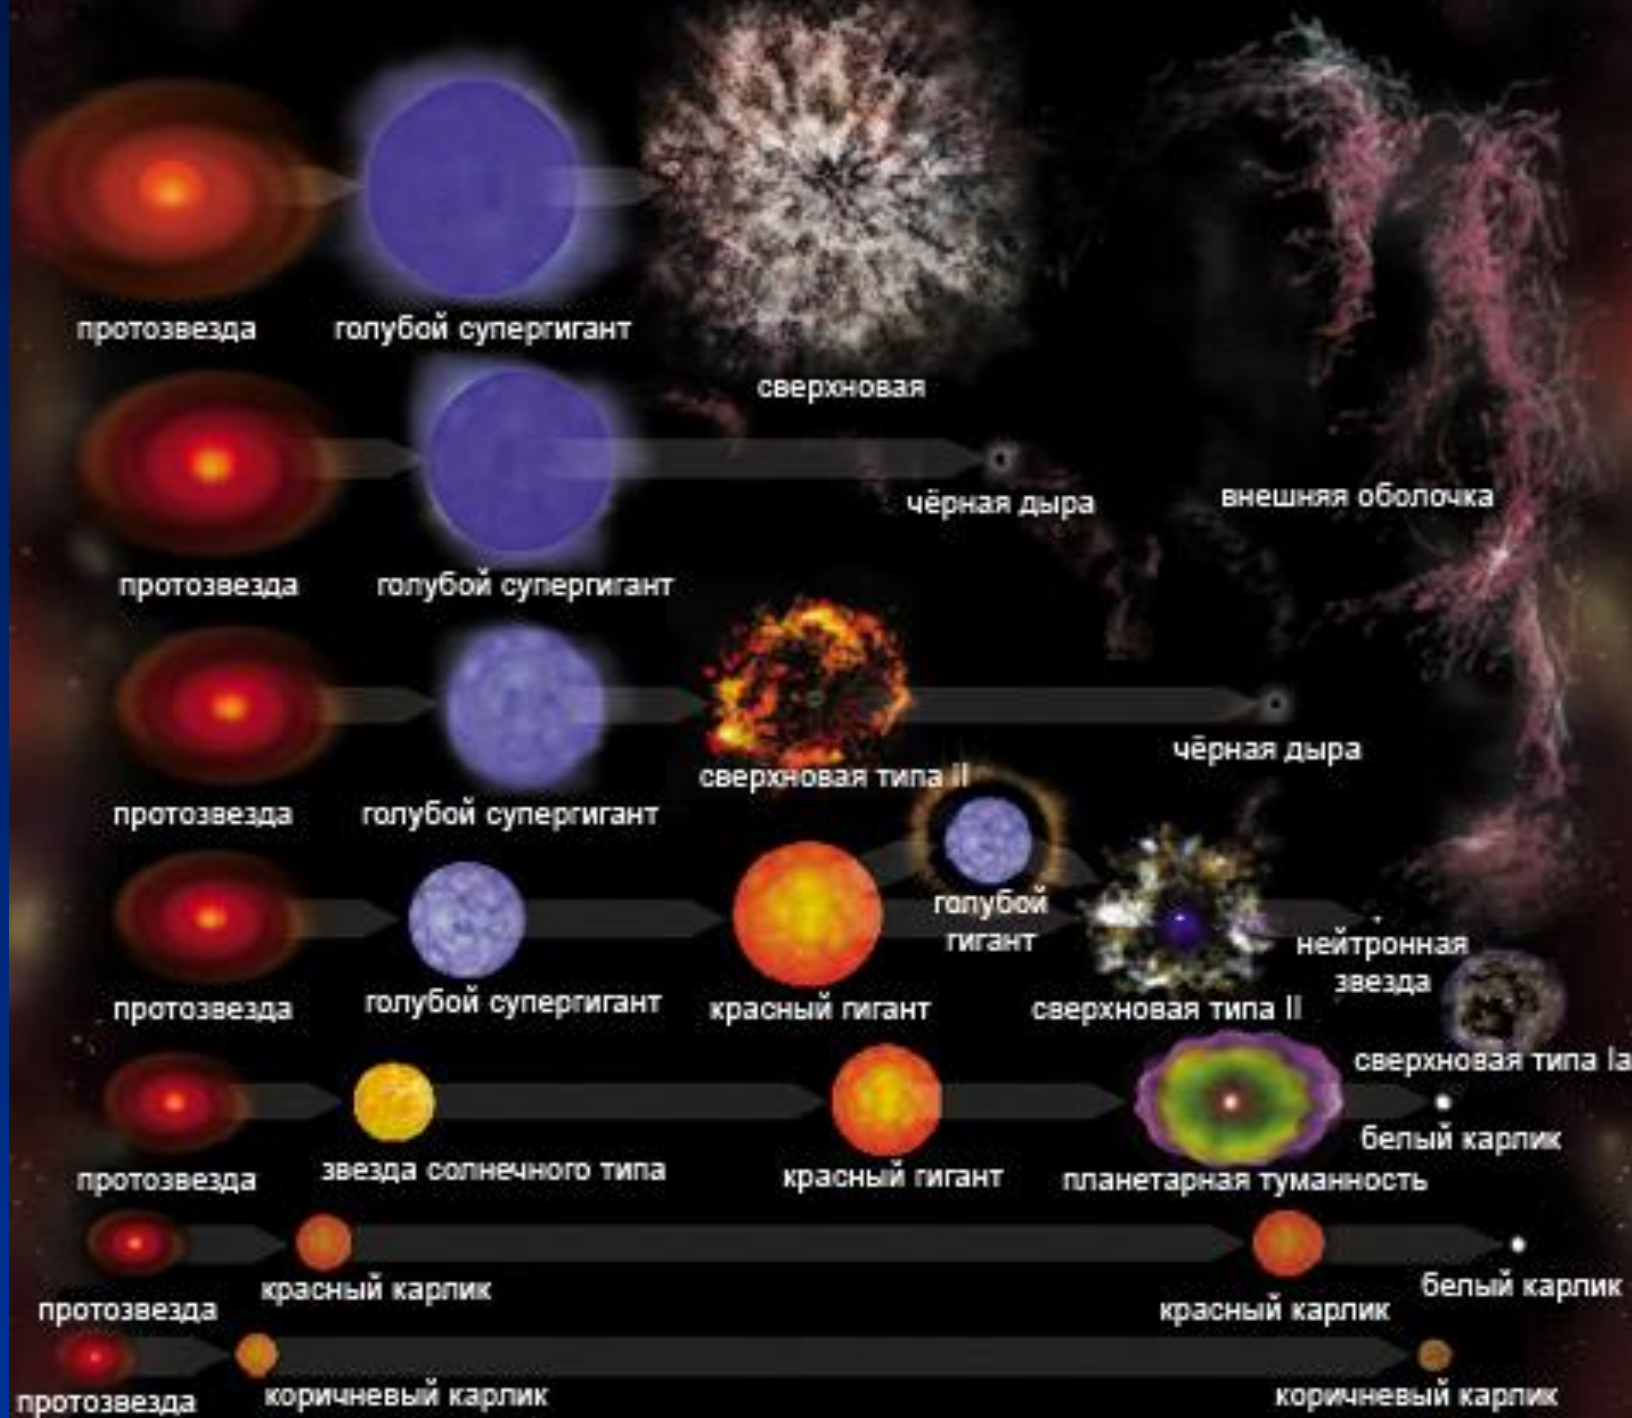 протозвезда
голубой супергигант
сверхновая
чёрная дыра
внешняя оболочка
протозвезда
голубой супергигант
чёрная дыра
сверхновая типа II
протозвезда
голубой супергигант
голубой
гигант
нейтронная
звезда
протозвезда
голубой супергигант
красный гигант
сверхновая типа II
сверхновая типа Ia
белый карлик
протозвезда
звезда солнечного типа
красный гигант
планетарная туманность
красный карлик
белый карлик
протозвезда
красный карлик
протозвезда
коричневый карлик
коричневый карлик